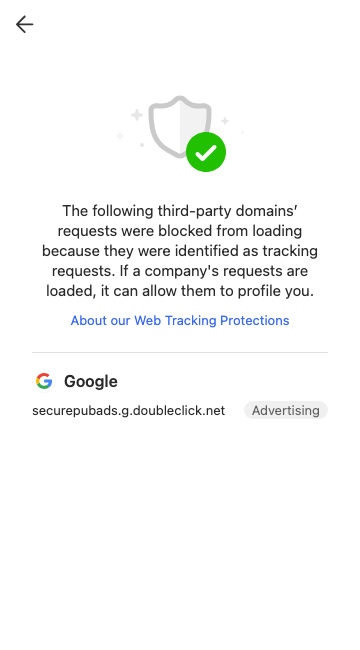 The following third-party domains’
requests were blocked from loading
because they were identified as tracking
requests. If a company's requests are
loaded, it can allow them to profile you.
About our Web Tracking Protections
Google
securepubads.g.doubleclick.net Advertising